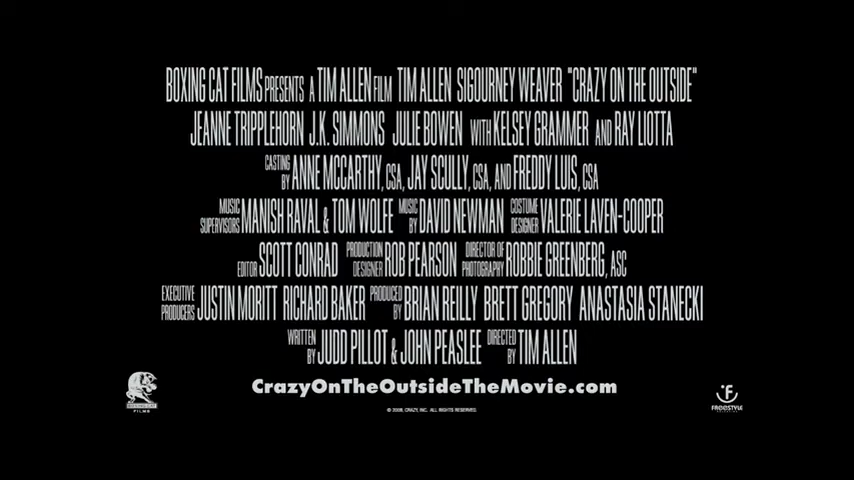 BOXING CAT FILMS PRESENTS A TIM ALLEN FILM TIM ALLEN SIGOURNEY WEAVER "CRAZY ON THE OUTSIDE"
JEANNE TRIPPLEHORN J.K. SIMMONS JULIE BOWEN WITH KELSEY GRAMMER AND RAY LIOTTA
CASTING BY ANNE MCCARTHY, CSA, JAY SCULLY, CSA, AND FREDDY LUIS, CSA
MUSIC SUPERVISORS MANISH RAVAL & TOM WOLFE MUSIC BY DAVID NEWMAN COSTUME DESIGNER VALERIE LAVEN-COOPER
EDITOR SCOTT CONRAD PRODUCTION DESIGNER ROB PEARSON DIRECTOR OF PHOTOGRAPHY ROBBIE GREENBERG, ASC
EXECUTIVE PRODUCERS JUSTIN MORITT RICHARD BAKER PRODUCED BY BRIAN REILLY BRETT GREGORY ANASTASIA STANECKI
WRITTEN BY JUDD PILLOT & JOHN PEASLEE DIRECTED BY TIM ALLEN
CrazyOnTheOutsideTheMovie.com
BOXING CAT
FILMS
FREESTYLE
© 2009, CRAZY, INC. ALL RIGHTS RESERVED.